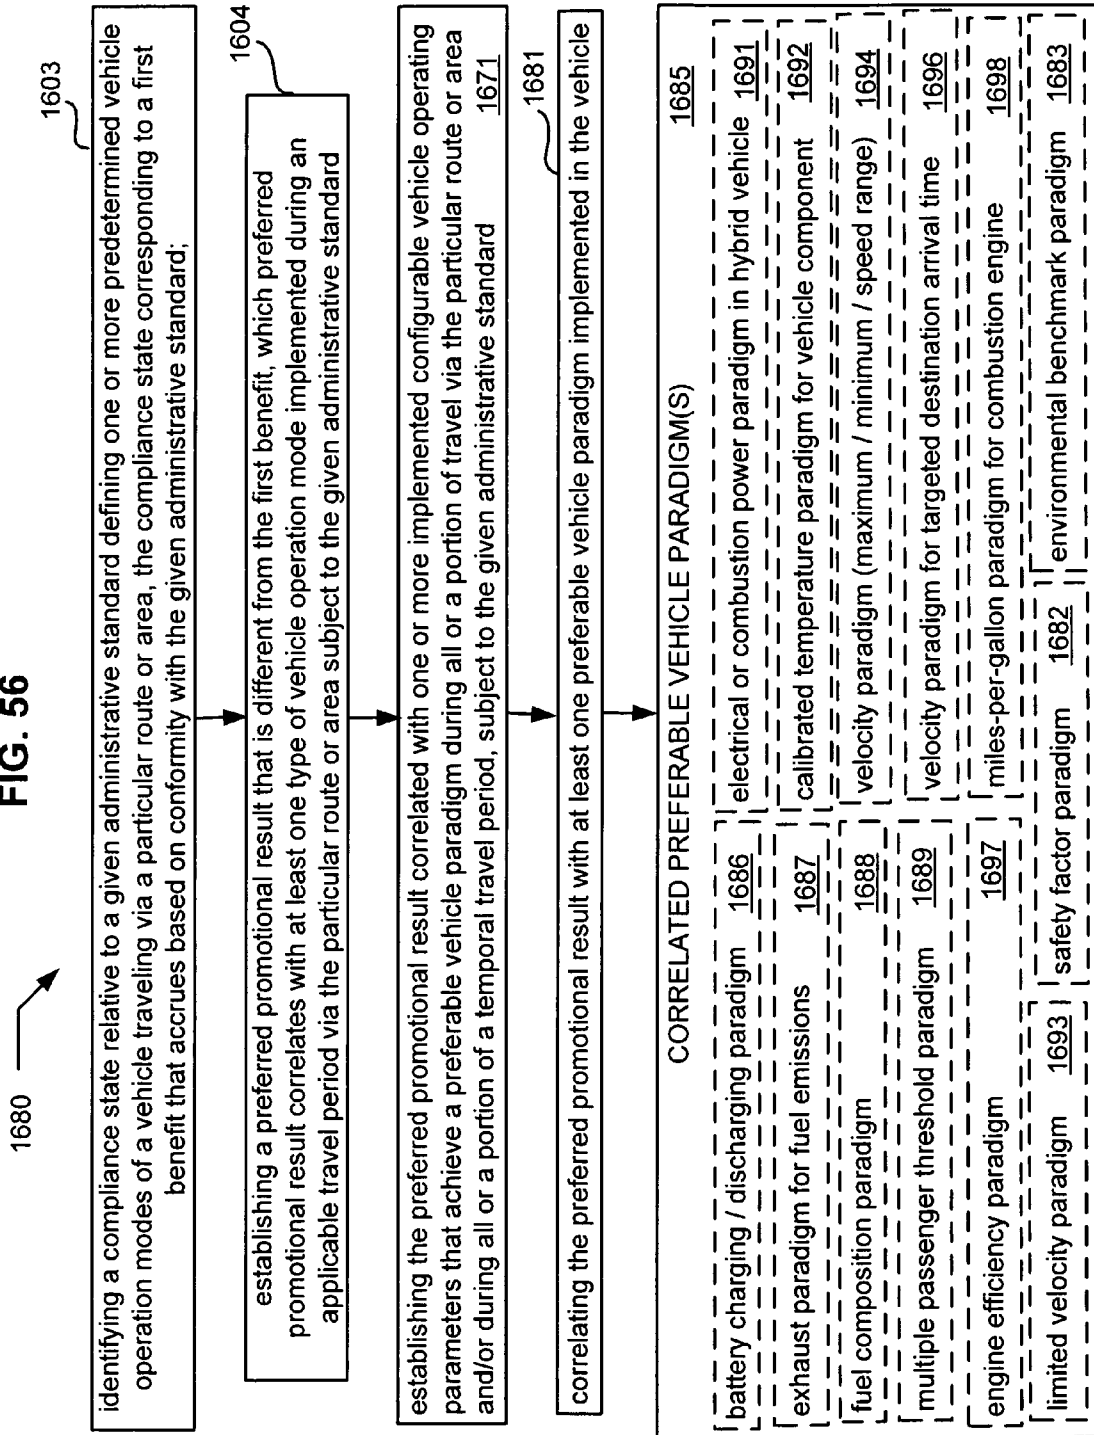 FIG. 56
1680
1603
identifying a compliance state relative to a given administrative standard defining one or more predetermined vehicle
operation modes of a vehicle traveling via a particular route or area, the compliance state corresponding to a first
benefit that accrues based on conformity with the given administrative standard;
1604
establishing a preferred promotional result that is different from the first benefit, which preferred
promotional result correlates with at least one type of vehicle operation mode implemented during an
applicable travel period via the particular route or area subject to the given administrative standard
establishing the preferred promotional result correlated with one or more implemented configurable vehicle operating
parameters that achieve a preferable vehicle paradigm during all or a portion of travel via the particular route or area
and/or during all or a portion of a temporal travel period, subject to the given administrative standard 1671
1681
correlating the preferred promotional result with at least one preferable vehicle paradigm implemented in the vehicle
CORRELATED PREFERABLE VEHICLE PARADIGM(S) 1685
battery charging / discharging paradigm 1686
electrical or combustion power paradigm in hybrid vehicle 1691
exhaust paradigm for fuel emissions 1687
calibrated temperature paradigm for vehicle component 1692
fuel composition paradigm 1688
velocity paradigm (maximum / minimum / speed range) 1694
multiple passenger threshold paradigm 1689
velocity paradigm for targeted destination arrival time 1696
engine efficiency paradigm 1697
miles-per-gallon paradigm for combustion engine 1698
limited velocity paradigm 1693
safety factor paradigm 1682
environmental benchmark paradigm 1683